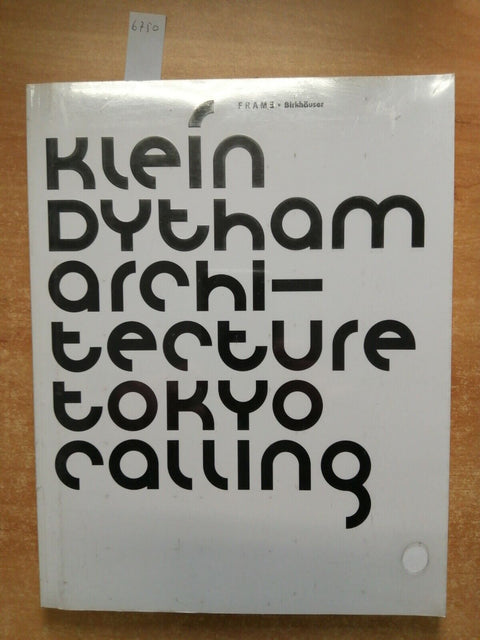 6750
FRAME • Birkhäuser
Klein
Dytham
archi-
tecture
tokyo
calling